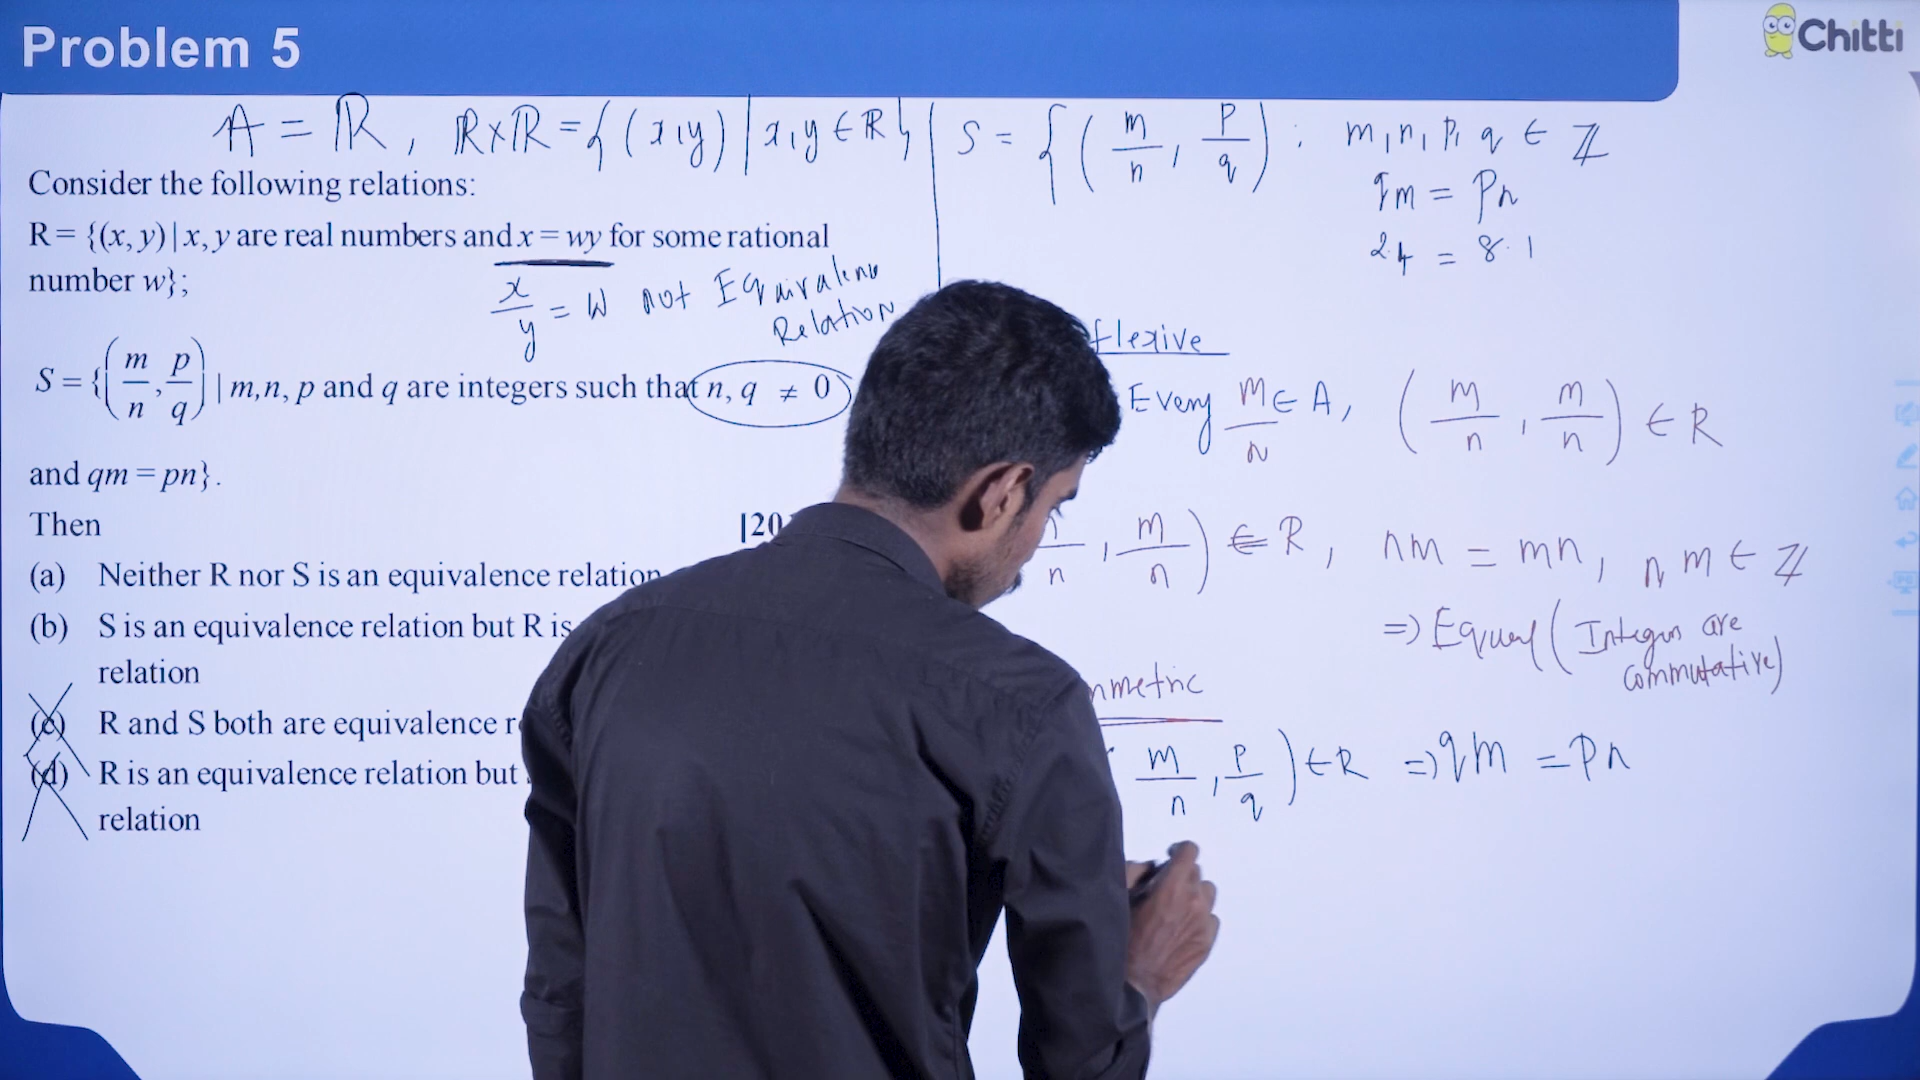 Problem 5
Chitti
A = ℝ, ℝ×ℝ = { (x,y) | x,y ∈ ℝ }
Consider the following relations:
R = {(x, y) | x, y are real numbers and x = wy for some rational
number w};
x/y = W not Equivalence
Relation
S = {(m/n, p/q) | m,n, p and q are integers such that n, q ≠ 0
and qm = pn}.
Then
[20
(a) Neither R nor S is an equivalence relation
(b) S is an equivalence relation but R is
relation
(c) R and S both are equivalence r
(d) R is an equivalence relation but
relation
S = { (m/n, p/q) : m, n, p, q ∈ ℤ
qm = pn
2.4 = 8.1
flexive
Every m/n ∈ A, (m/n, m/n) ∈ R
/n, m/n) ∈ R, nm = mn, n, m ∈ ℤ
⇒ Equal (Integers are
commutative)
mmetric
(m/n, p/q) ∈ R ⇒ qm = pn